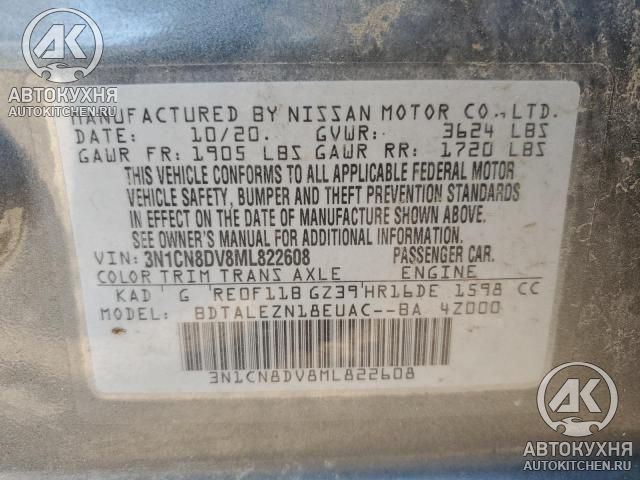 AK
АВТОКУХНЯ
AUTOKITCHEN.RU
MANUFACTURED BY NISSAN MOTOR CO., LTD.
DATE: 10/20. GVWR: 3624 LBS
GAWR FR: 1905 LBS GAWR RR: 1720 LBS
THIS VEHICLE CONFORMS TO ALL APPLICABLE FEDERAL MOTOR
VEHICLE SAFETY, BUMPER AND THEFT PREVENTION STANDARDS
IN EFFECT ON THE DATE OF MANUFACTURE SHOWN ABOVE.
SEE OWNER'S MANUAL FOR ADDITIONAL INFORMATION.
VIN: 3N1CN8DV8ML822608 PASSENGER CAR.
COLOR TRIM TRANS AXLE ENGINE
KAD G RE0F11B GZ39 HR16DE 1598 CC
MODEL: BDTALEZN18EUAC--BA 4Z000
3N1CN8DV8ML822608
AK
АВТОКУХНЯ
AUTOKITCHEN.RU